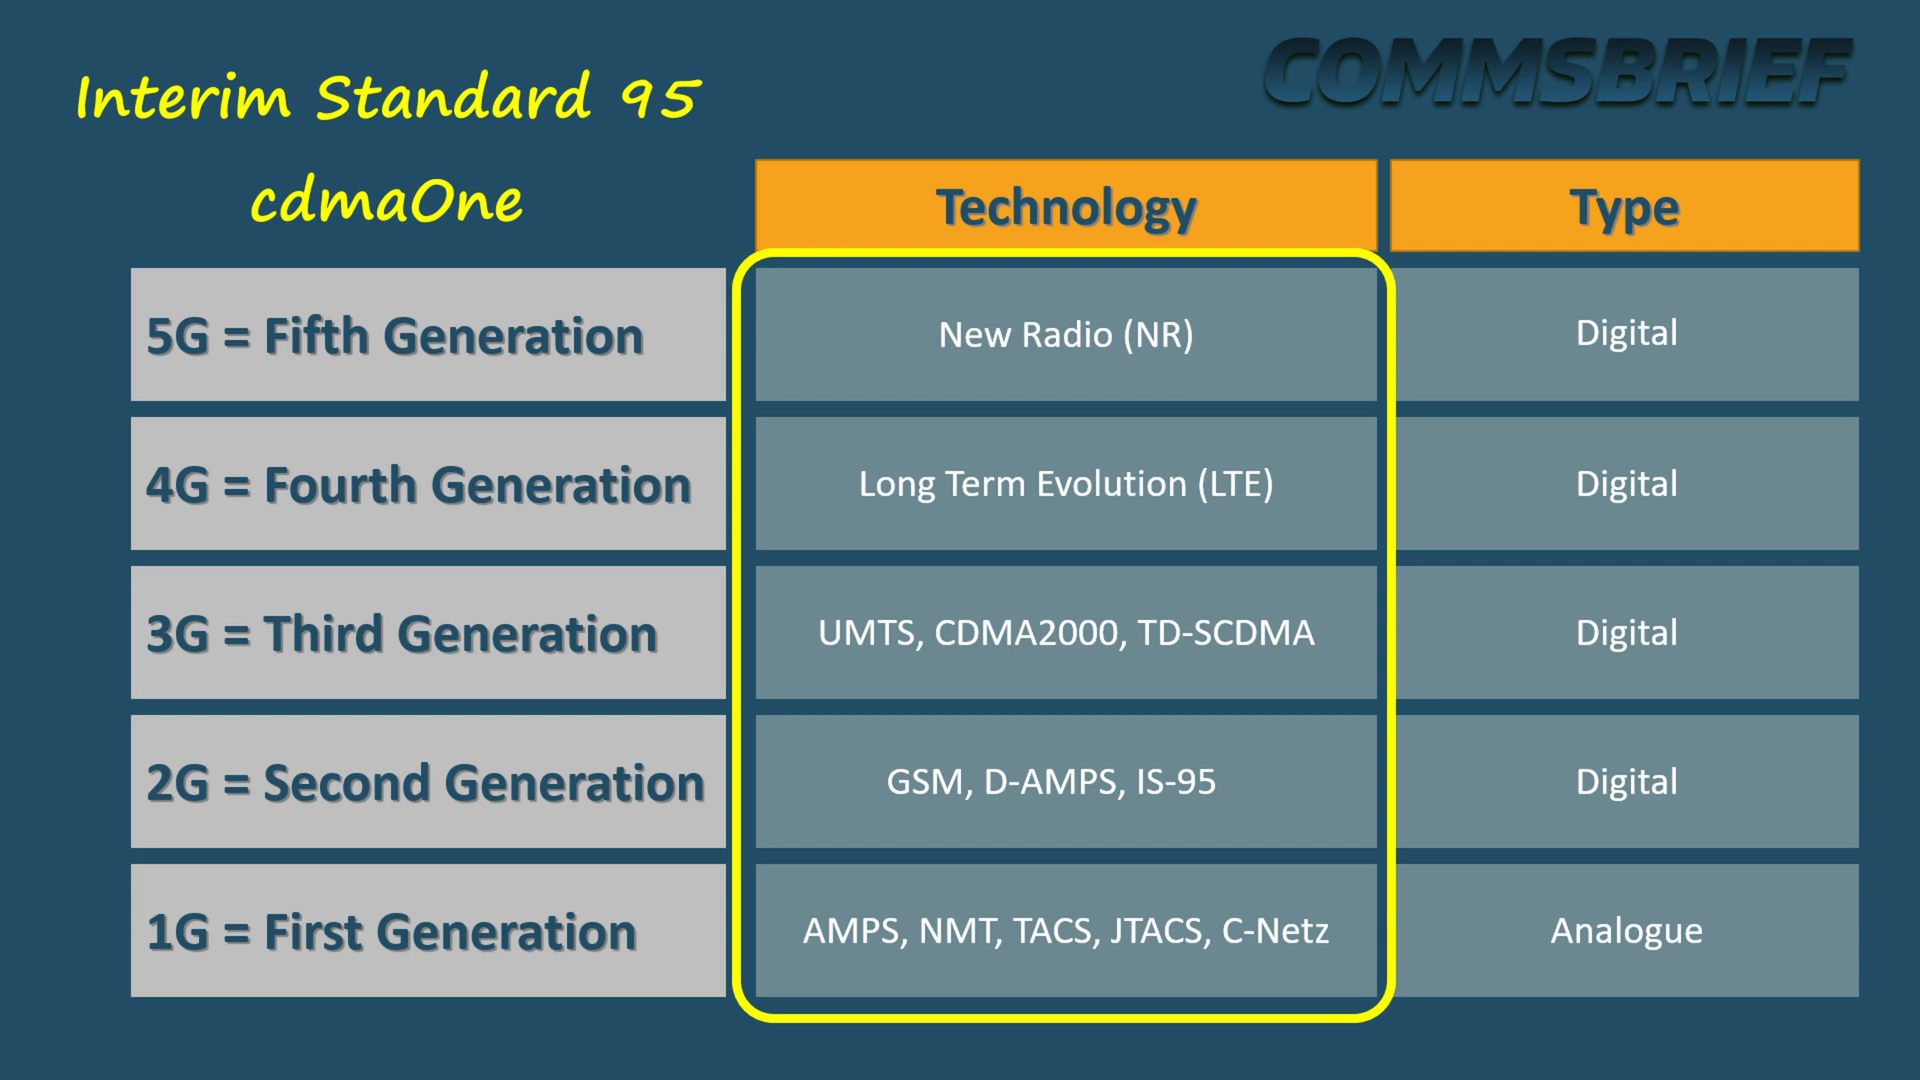 Interim Standard 95
cdmaOne
COMMSBRIEF
Technology
Type
5G = Fifth Generation
New Radio (NR)
Digital
4G = Fourth Generation
Long Term Evolution (LTE)
Digital
3G = Third Generation
UMTS, CDMA2000, TD-SCDMA
Digital
2G = Second Generation
GSM, D-AMPS, IS-95
Digital
1G = First Generation
AMPS, NMT, TACS, JTACS, C-Netz
Analogue